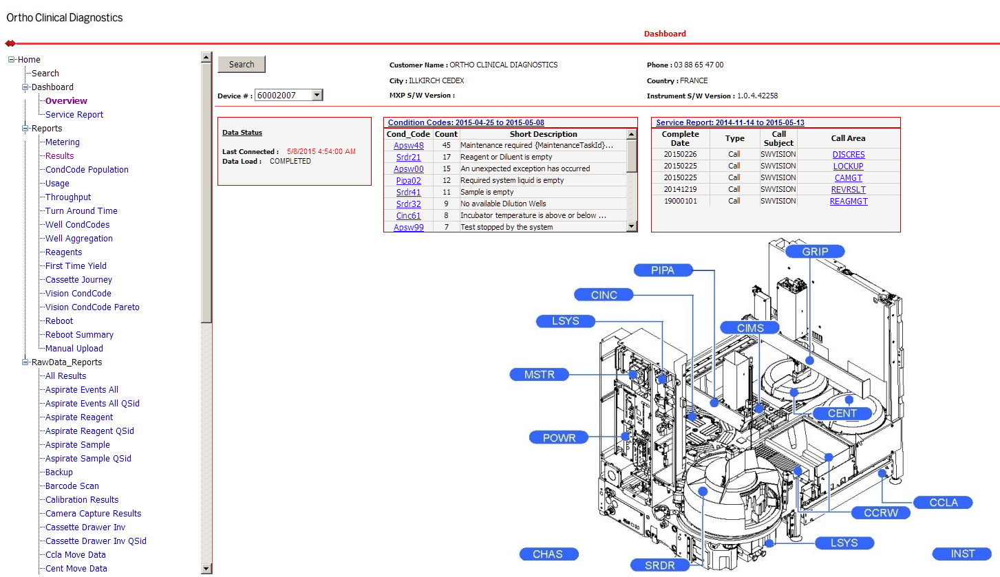 Ortho Clinical Diagnostics
Dashboard
Home
Search
Dashboard
Overview
Service Report
Reports
Metering
Results
CondCode Population
Usage
Throughput
Turn Around Time
Well CondCodes
Well Aggregation
Reagents
First Time Yield
Cassette Journey
Vision CondCode
Vision CondCode Pareto
Reboot
Reboot Summary
Manual Upload
RawData_Reports
All Results
Aspirate Events All
Aspirate Events All QSid
Aspirate Reagent
Aspirate Reagent QSid
Aspirate Sample
Aspirate Sample QSid
Backup
Barcode Scan
Calibration Results
Camera Capture Results
Cassette Drawer Inv
Cassette Drawer Inv QSid
Ccla Move Data
Cent Move Data
Search
Device # : 60002007
Customer Name : ORTHO CLINICAL DIAGNOSTICS
City : ILLKIRCH CEDEX
MXP S/W Version :
Phone : 03 88 65 47 00
Country : FRANCE
Instrument S/W Version : 1.0.4.42258
Data Status
Last Connected : 5/8/2015 4:54:00 AM
Data Load : COMPLETED
Condition Codes: 2015-04-25 to 2015-05-08
Cond_Code Count Short Description
Apsw48 45 Maintenance required {MaintenanceTaskId}...
Srdr21 17 Reagent or Diluent is empty
Apsw00 15 An unexpected exception has occurred
Pipa02 12 Required system liquid is empty
Srdr41 11 Sample is empty
Srdr32 9 No available Dilution Wells
Cinc61 8 Incubator temperature is above or below ...
Apsw99 7 Test stopped by the system
Service Report: 2014-11-14 to 2015-05-13
Complete Date Type Call Subject Call Area
20150226 Call SWVISION DISCRES
20150225 Call SWVISION LOCKUP
20150225 Call SWVISION CAMGT
20141219 Call SWVISION REVRSLT
19000101 Call SWVISION REAGMGT
GRIP
PIPA
CINC
LSYS
CIMS
MSTR
CENT
POWR
CCLA
CCRW
LSYS
CHAS
INST
SRDR